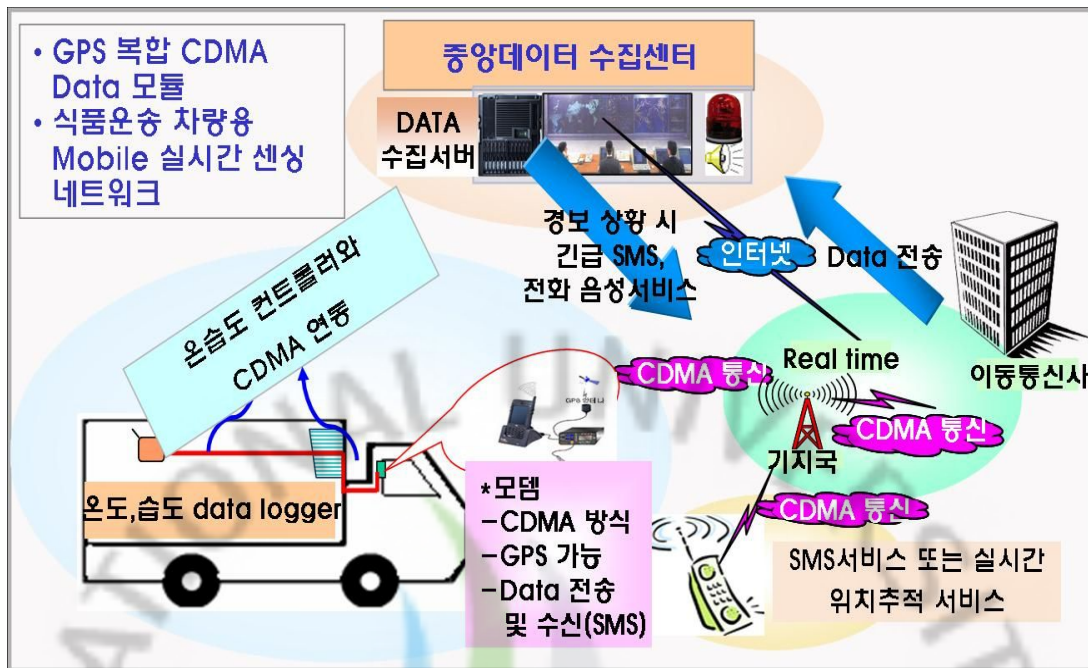 • GPS 복합 CDMA
Data 모듈
• 식품운송 차량용
Mobile 실시간 센싱
네트워크
중앙데이터 수집센터
DATA
수집서버
경보 상황 시
긴급 SMS,
전화 음성서비스
인터넷
Data 전송
온습도 컨트롤러와
CDMA 연동
Real time
이동통신사
CDMA 통신
CDMA 통신
기지국
CDMA 통신
GPS 안테나
온도,습도 data logger
*모뎀
-CDMA 방식
-GPS 가능
-Data 전송
및 수신(SMS)
SMS서비스 또는 실시간
위치추적 서비스